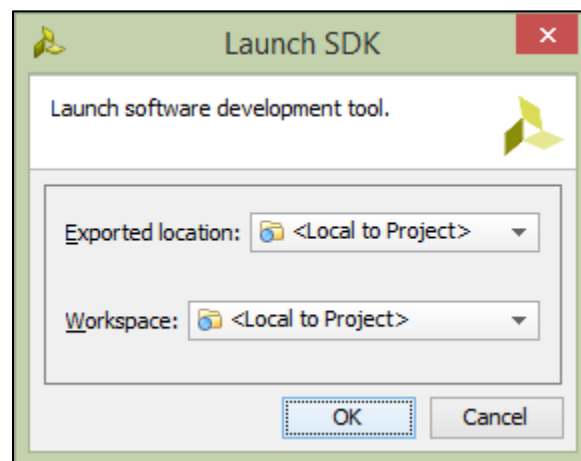 Launch SDK
Launch software development tool.
Exported location: <Local to Project>
Workspace: <Local to Project>
OK Cancel